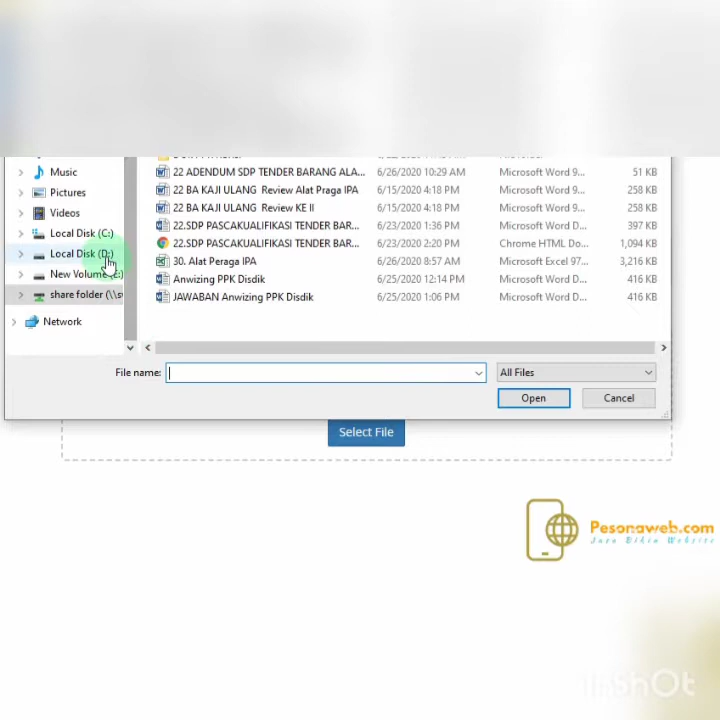 Music
Pictures
Videos
Local Disk (C:)
Local Disk (D:)
New Volume (E:)
share folder (\\s
Network
22 ADENDUM SDP TENDER BARANG ALA... 6/26/2020 10:29 AM Microsoft Word 9... 51 KB
22 BA KAJI ULANG Review Alat Praga IPA 6/15/2020 4:18 PM Microsoft Word 9... 258 KB
22 BA KAJI ULANG Review KE II 6/15/2020 4:18 PM Microsoft Word 9... 258 KB
22.SDP PASCAKUALIFIKASI TENDER BAR... 6/23/2020 1:36 PM Microsoft Word D... 397 KB
22.SDP PASCAKUALIFIKASI TENDER BAR... 6/23/2020 2:20 PM Chrome HTML Do... 1,094 KB
30. Alat Peraga IPA 6/26/2020 8:57 AM Microsoft Excel 97... 3,216 KB
Anwizing PPK Disdik 6/25/2020 12:14 PM Microsoft Word D... 416 KB
JAWABAN Anwizing PPK Disdik 6/25/2020 1:06 PM Microsoft Word D... 416 KB
File name: All Files
Open Cancel
Select File
Pesonaweb.com
Jasa Bikin Website
InShOt